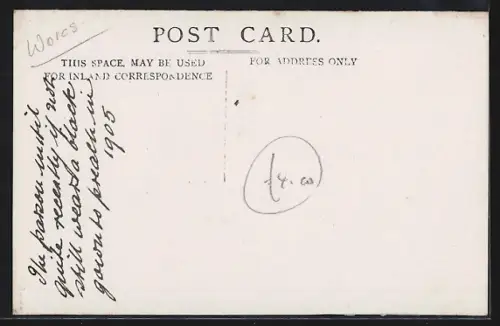 Worcs
POST CARD.
THIS SPACE MAY BE USED
FOR INLAND CORRESPONDENCE
FOR ADDRESS ONLY
The parson until
quite recently if not
still wears a black
gown to preach in
1905
£4.00